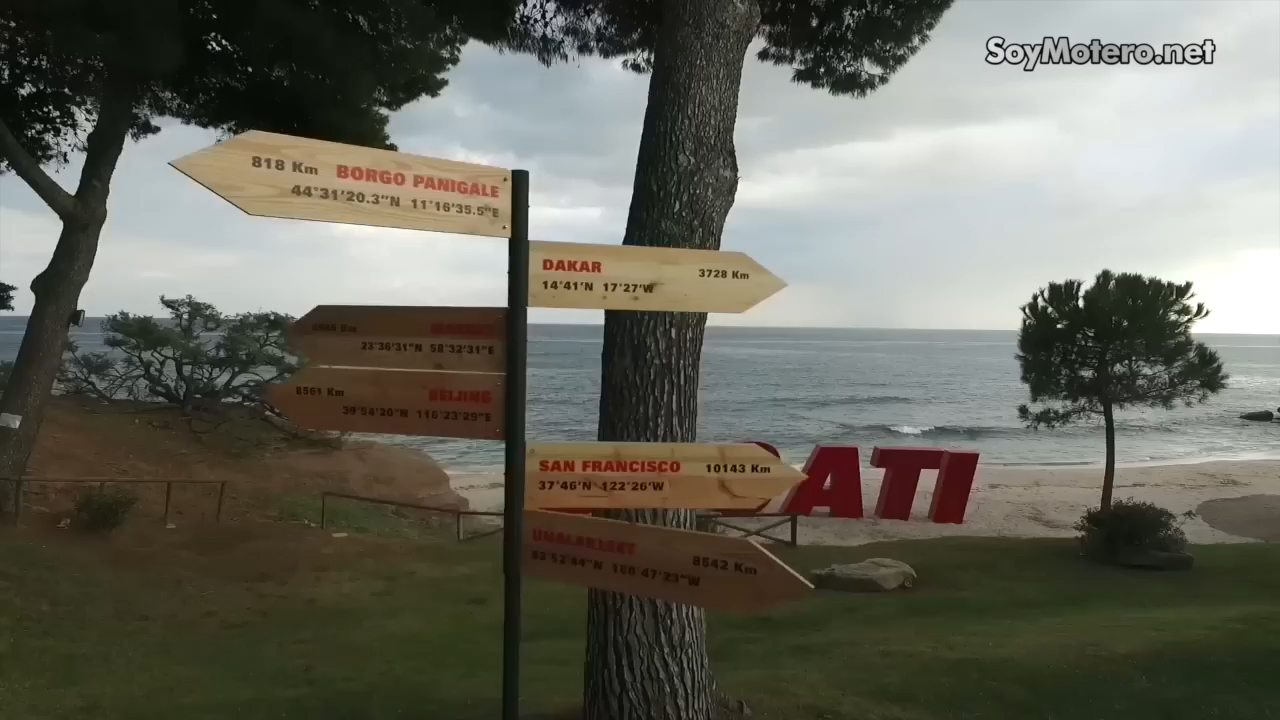 SoyMotero.net
818 Km BORGO PANIGALE
44°31'20.3"N 11°16'35.5"E
DAKAR 3728 Km
14°41'N 17°27'W
Km
23°36'31"N 58°32'31"E
8561 Km BEIJING
39°54'20"N 116°23'29"E
SAN FRANCISCO 10143 Km
37°46'N 122°26'W
ATI
8542 Km